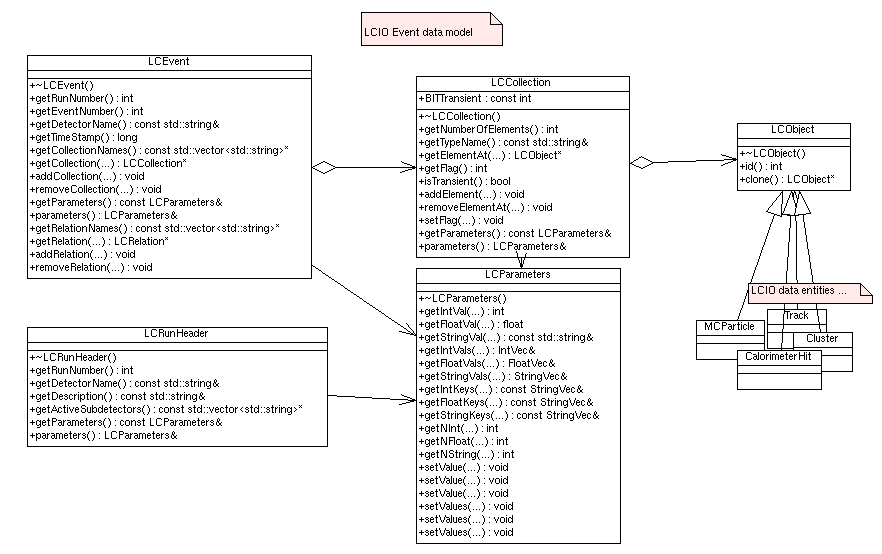 LCIO Event data model
LCEvent
+~LCEvent()
+getRunNumber() : int
+getEventNumber() : int
+getDetectorName() : const std::string&
+getTimeStamp() : long
+getCollectionNames() : const std::vector<std::string>*
+getCollection(...) : LCCollection*
+addCollection(...) : void
+removeCollection(...) : void
+getParameters() : const LCParameters&
+parameters() : LCParameters&
+getRelationNames() : const std::vector<std::string>*
+getRelation(...) : LCRelation*
+addRelation(...) : void
+removeRelation(...) : void
LCCollection
+BITTransient : const int
+~LCCollection()
+getNumberOfElements() : int
+getTypeName() : const std::string&
+getElementAt(...) : LCObject*
+getFlag() : int
+isTransient() : bool
+addElement(...) : void
+removeElementAt(...) : void
+setFlag(...) : void
+getParameters() : const LCParameters&
+parameters() : LCParameters&
LCObject
+~LCObject()
+id() : int
+clone() : LCObject*
LCIO data entities ...
Track
MCParticle
Cluster
CalorimeterHit
LCRunHeader
+~LCRunHeader()
+getRunNumber() : int
+getDetectorName() : const std::string&
+getDescription() : const std::string&
+getActiveSubdetectors() : const std::vector<std::string>*
+getParameters() : const LCParameters&
+parameters() : LCParameters&
LCParameters
+~LCParameters()
+getIntVal(...) : int
+getFloatVal(...) : float
+getStringVal(...) : const std::string&
+getIntVals(...) : IntVec&
+getFloatVals(...) : FloatVec&
+getStringVals(...) : StringVec&
+getIntKeys(...) : const StringVec&
+getFloatKeys(...) : const StringVec&
+getStringKeys(...) : const StringVec&
+getNInt(...) : int
+getNFloat(...) : int
+getNString(...) : int
+setValue(...) : void
+setValue(...) : void
+setValue(...) : void
+setValues(...) : void
+setValues(...) : void
+setValues(...) : void